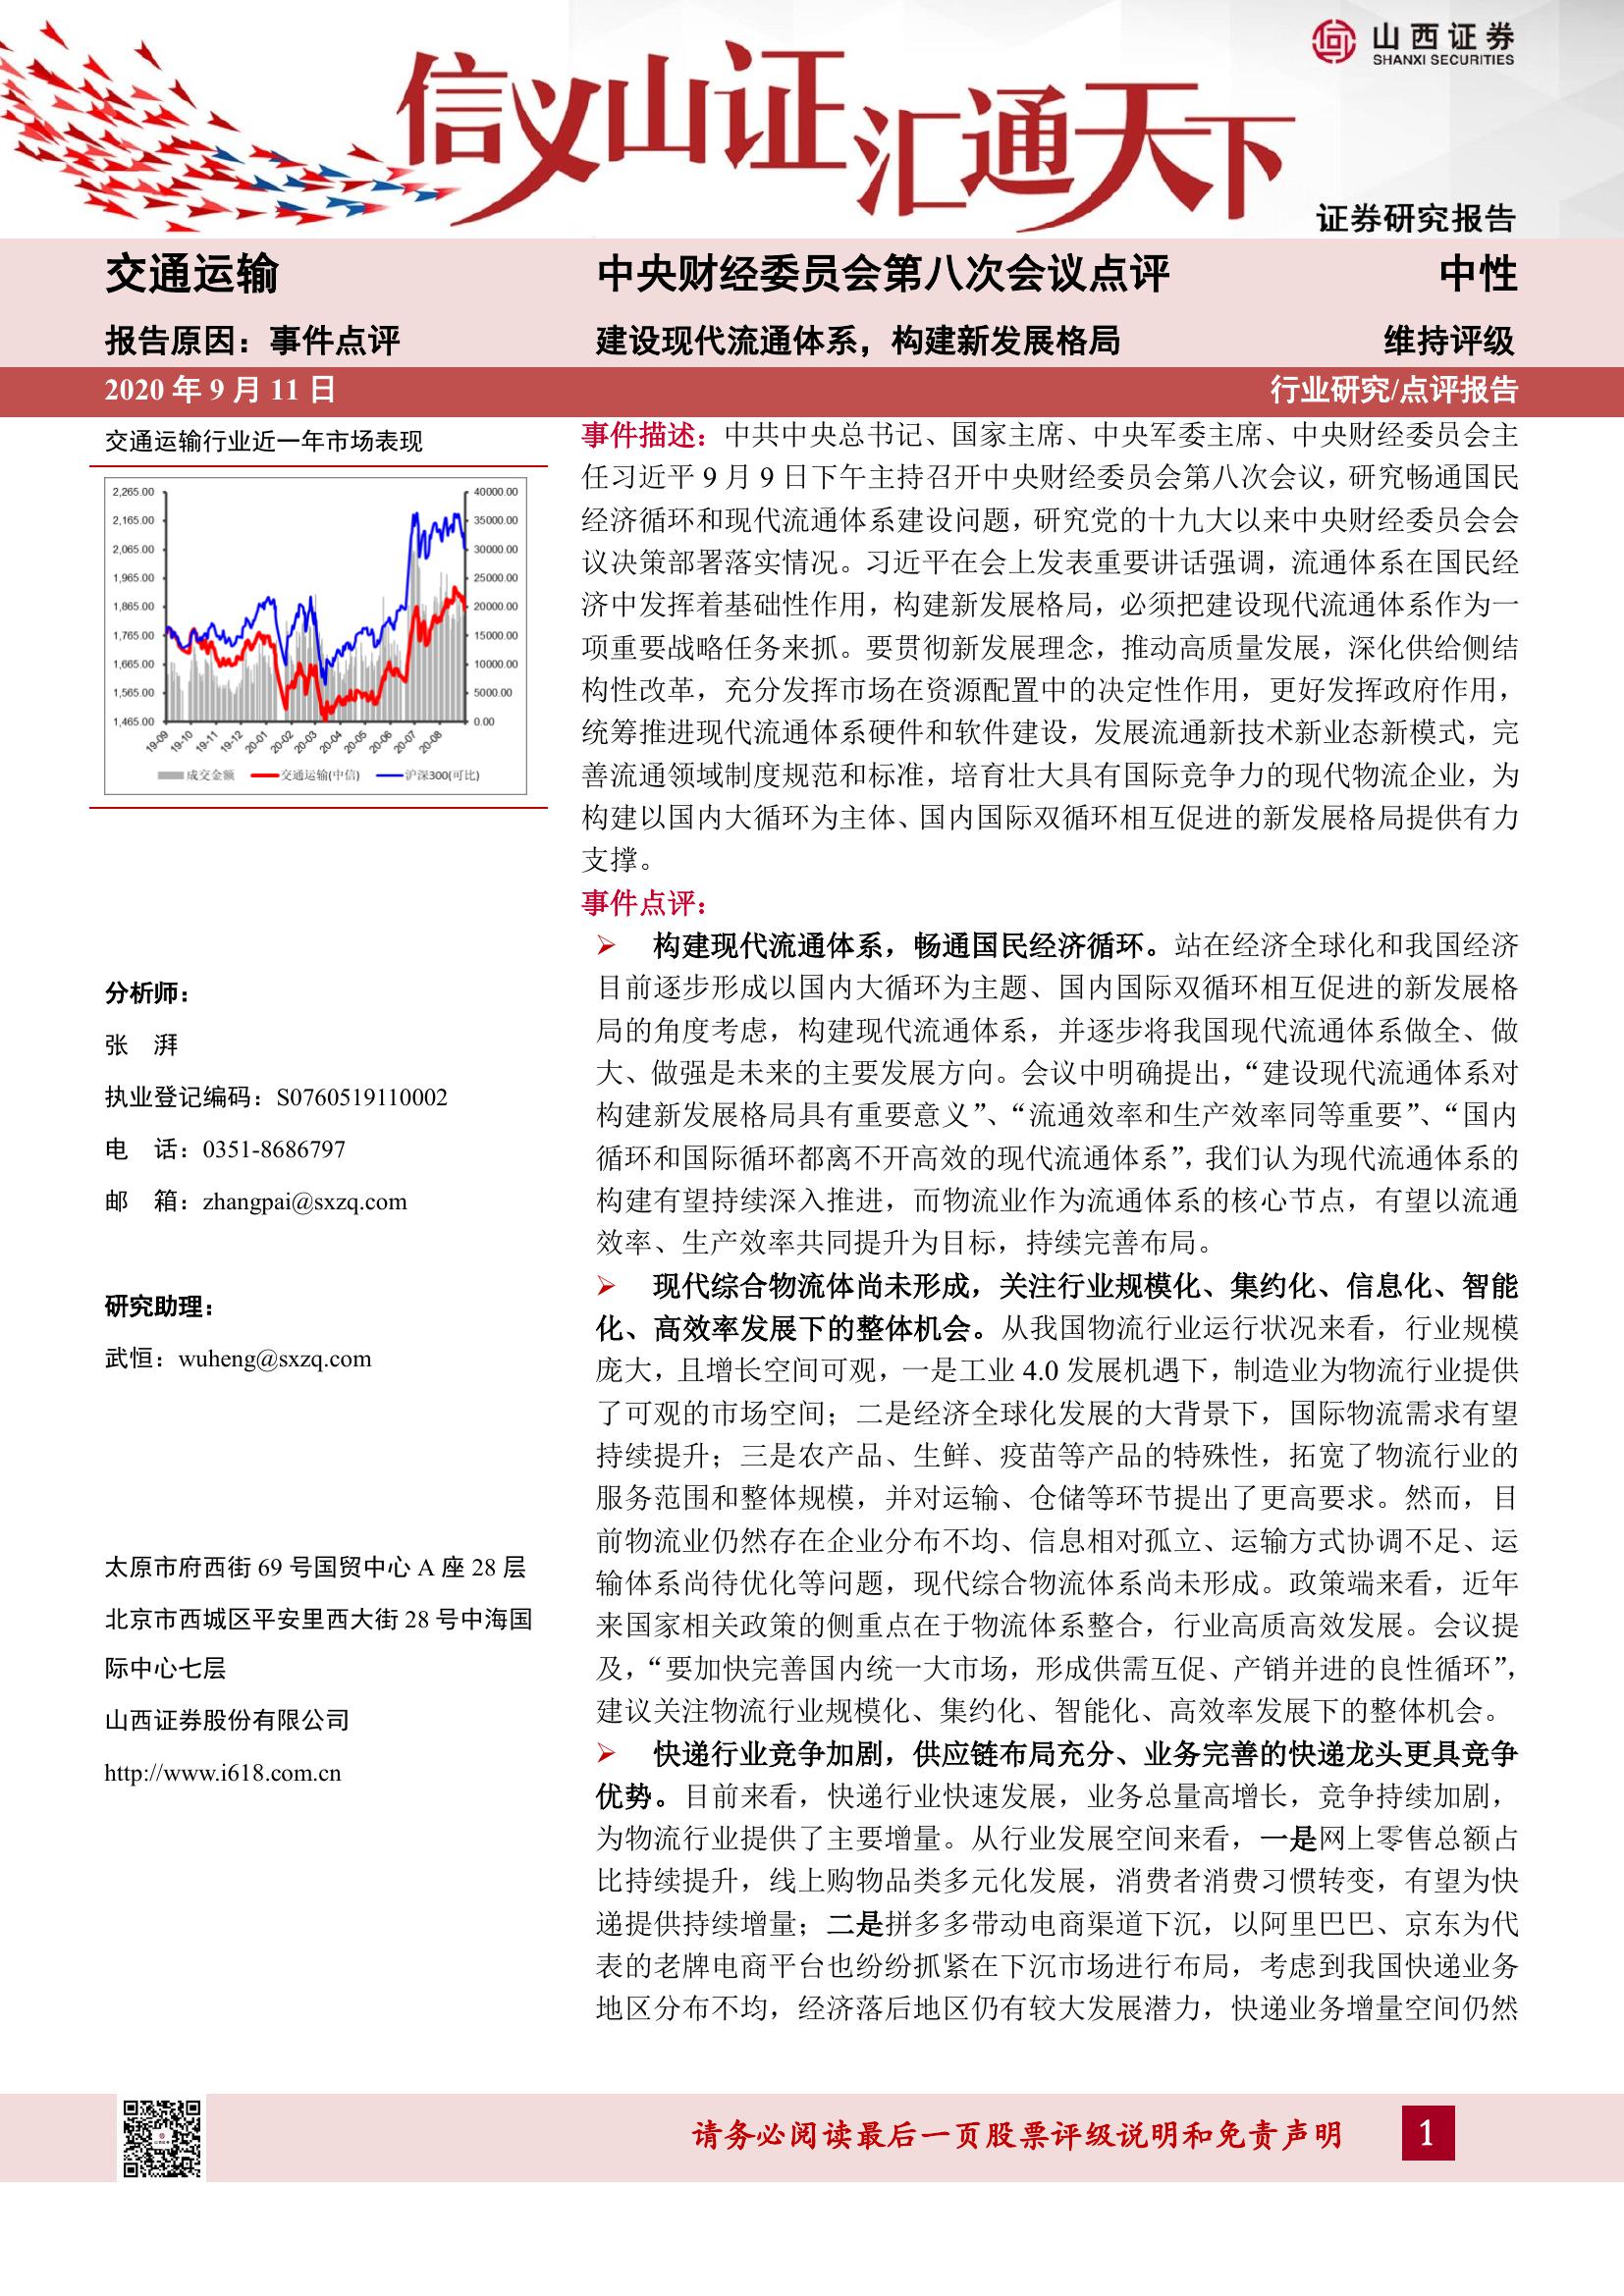 山西证券
SHANXI SECURITIES
信义山证汇通天下
证券研究报告
交通运输
中央财经委员会第八次会议点评
中性
报告原因：事件点评
建设现代流通体系，构建新发展格局
维持评级
2020 年 9 月 11 日
行业研究/点评报告
交通运输行业近一年市场表现
2,265.00
2,165.00
2,065.00
1,965.00
1,865.00
1,765.00
1,665.00
1,565.00
1,465.00
40000.00
35000.00
30000.00
25000.00
20000.00
15000.00
10000.00
5000.00
0.00
19-09
19-10
19-11
19-12
20-01
20-02
20-03
20-04
20-05
20-06
20-07
20-08
成交金额
交通运输(中信)
沪深300(可比)
分析师：
张 湃
执业登记编码：S0760519110002
电 话：0351-8686797
邮 箱：zhangpai@sxzq.com
研究助理：
武恒：wuheng@sxzq.com
太原市府西街 69 号国贸中心 A 座 28 层
北京市西城区平安里西大街 28 号中海国
际中心七层
山西证券股份有限公司
http://www.i618.com.cn
事件描述：中共中央总书记、国家主席、中央军委主席、中央财经委员会主
任习近平 9 月 9 日下午主持召开中央财经委员会第八次会议，研究畅通国民
经济循环和现代流通体系建设问题，研究党的十九大以来中央财经委员会会
议决策部署落实情况。习近平在会上发表重要讲话强调，流通体系在国民经
济中发挥着基础性作用，构建新发展格局，必须把建设现代流通体系作为一
项重要战略任务来抓。要贯彻新发展理念，推动高质量发展，深化供给侧结
构性改革，充分发挥市场在资源配置中的决定性作用，更好发挥政府作用，
统筹推进现代流通体系硬件和软件建设，发展流通新技术新业态新模式，完
善流通领域制度规范和标准，培育壮大具有国际竞争力的现代物流企业，为
构建以国内大循环为主体、国内国际双循环相互促进的新发展格局提供有力
支撑。
事件点评：
➢ 构建现代流通体系，畅通国民经济循环。站在经济全球化和我国经济
目前逐步形成以国内大循环为主题、国内国际双循环相互促进的新发展格
局的角度考虑，构建现代流通体系，并逐步将我国现代流通体系做全、做
大、做强是未来的主要发展方向。会议中明确提出，“建设现代流通体系对
构建新发展格局具有重要意义”、“流通效率和生产效率同等重要”、“国内
循环和国际循环都离不开高效的现代流通体系”，我们认为现代流通体系的
构建有望持续深入推进，而物流业作为流通体系的核心节点，有望以流通
效率、生产效率共同提升为目标，持续完善布局。
➢ 现代综合物流体尚未形成，关注行业规模化、集约化、信息化、智能
化、高效率发展下的整体机会。从我国物流行业运行状况来看，行业规模
庞大，且增长空间可观，一是工业 4.0 发展机遇下，制造业为物流行业提供
了可观的市场空间；二是经济全球化发展的大背景下，国际物流需求有望
持续提升；三是农产品、生鲜、疫苗等产品的特殊性，拓宽了物流行业的
服务范围和整体规模，并对运输、仓储等环节提出了更高要求。然而，目
前物流业仍然存在企业分布不均、信息相对孤立、运输方式协调不足、运
输体系尚待优化等问题，现代综合物流体系尚未形成。政策端来看，近年
来国家相关政策的侧重点在于物流体系整合，行业高质高效发展。会议提
及，“要加快完善国内统一大市场，形成供需互促、产销并进的良性循环”，
建议关注物流行业规模化、集约化、智能化、高效率发展下的整体机会。
➢ 快递行业竞争加剧，供应链布局充分、业务完善的快递龙头更具竞争
优势。目前来看，快递行业快速发展，业务总量高增长，竞争持续加剧，
为物流行业提供了主要增量。从行业发展空间来看，一是网上零售总额占
比持续提升，线上购物品类多元化发展，消费者消费习惯转变，有望为快
递提供持续增量；二是拼多多带动电商渠道下沉，以阿里巴巴、京东为代
表的老牌电商平台也纷纷抓紧在下沉市场进行布局，考虑到我国快递业务
地区分布不均，经济落后地区仍有较大发展潜力，快递业务增量空间仍然
请务必阅读最后一页股票评级说明和免责声明
1